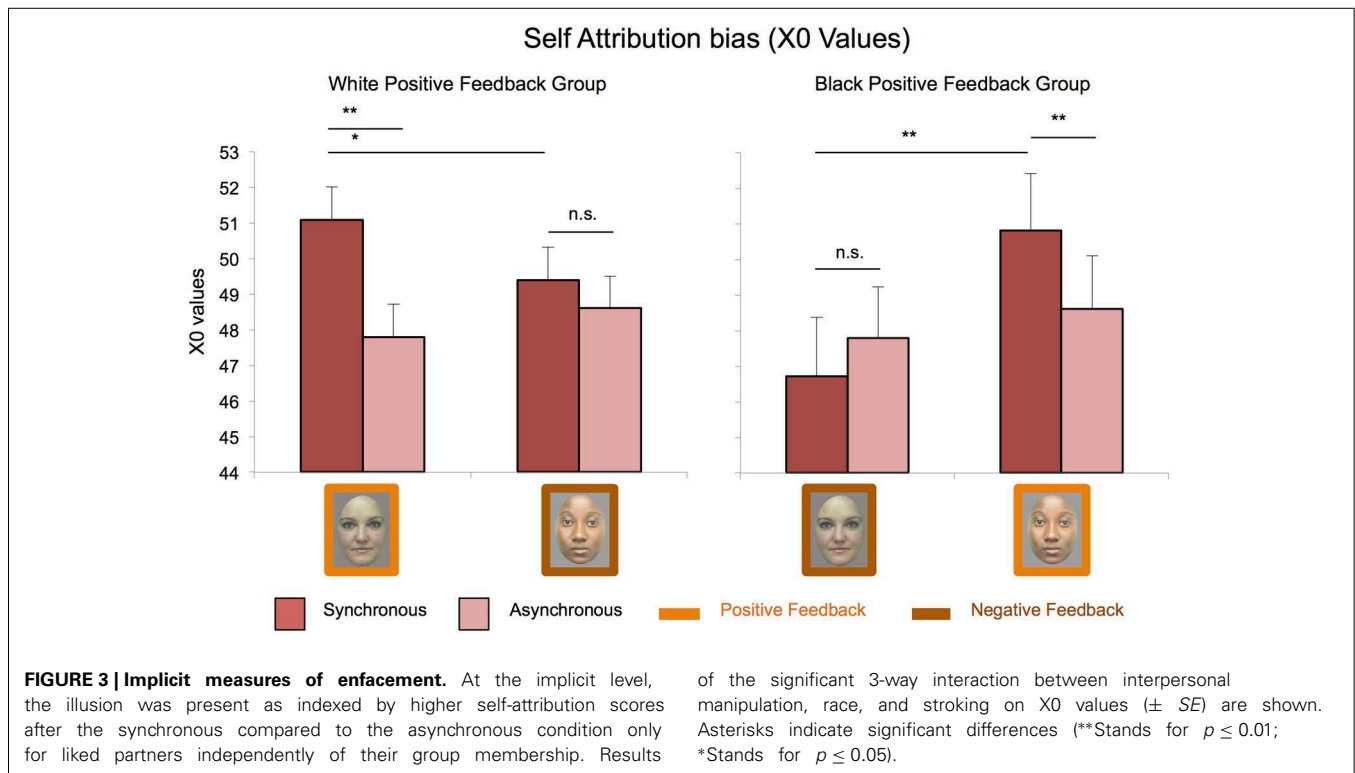 Self Attribution bias (X0 Values)
White Positive Feedback Group
Black Positive Feedback Group
**
*
n.s.
**
**
n.s.
X0 values
53
52
51
50
49
48
47
46
45
44
Synchronous
Asynchronous
Positive Feedback
Negative Feedback
FIGURE 3 | Implicit measures of enfacement. At the implicit level,
the illusion was present as indexed by higher self-attribution scores
after the synchronous compared to the asynchronous condition only
for liked partners independently of their group membership. Results
of the significant 3-way interaction between interpersonal
manipulation, race, and stroking on X0 values (± SE) are shown.
Asterisks indicate significant differences (**Stands for p ≤ 0.01;
*Stands for p ≤ 0.05).